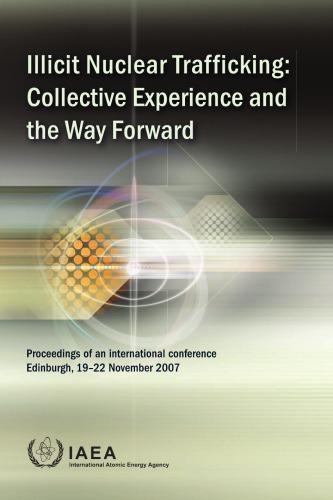 Illicit Nuclear Trafficking:
Collective Experience and
the Way Forward
Proceedings of an international conference
Edinburgh, 19–22 November 2007
IAEA
International Atomic Energy Agency